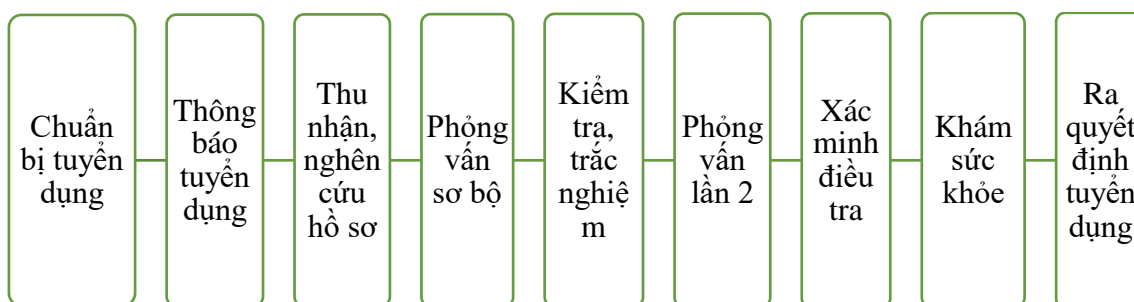 Chuẩn
bị tuyển
dụng
Thông
báo
tuyển
dụng
Thu
nhận,
nghên
cứu
hồ sơ
Phỏng
vấn
sơ bộ
Kiểm
tra,
trắc
nghiệ
m
Phỏng
vấn
lần 2
Xác
minh
điều
tra
Khám
sức
khỏe
Ra
quyết
định
tuyển
dụng